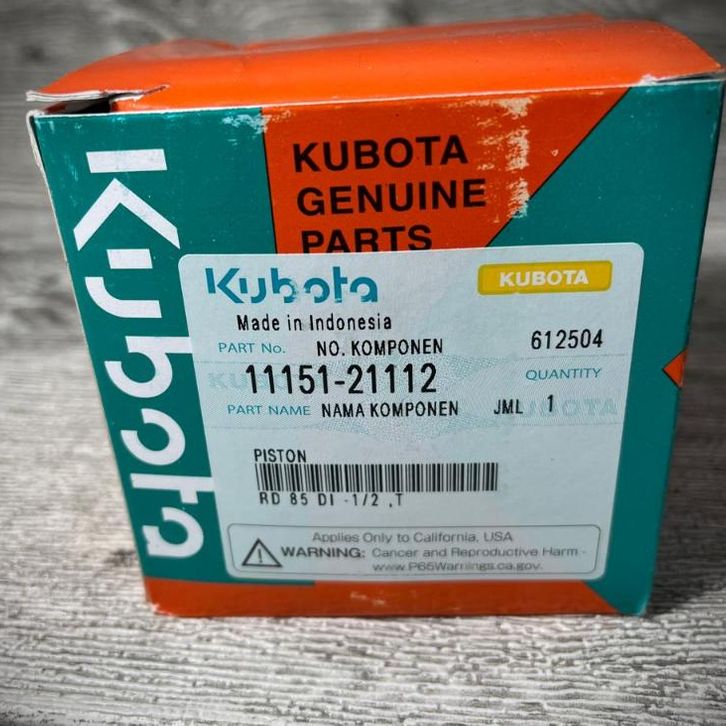 Kubota
KUBOTA
GENUINE
PARTS
Kubota
KUBOTA
Made in Indonesia
PART No. NO. KOMPONEN 612504
11151-21112 QUANTITY
PART NAME NAMA KOMPONEN JML 1
PISTON
RD 85 DI -1/2 ,T
Applies Only to California, USA
WARNING: Cancer and Reproductive Harm -
www.P65Warnings.ca.gov.